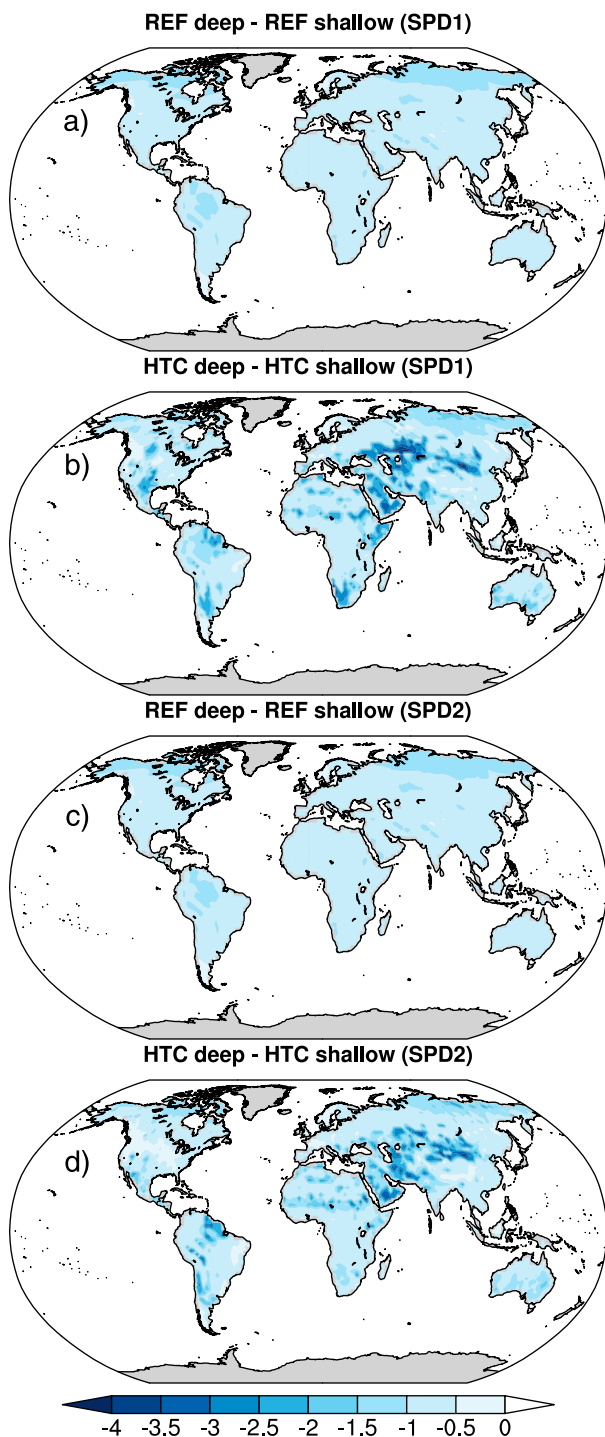 REF deep - REF shallow (SPD1)
a)
HTC deep - HTC shallow (SPD1)
b)
REF deep - REF shallow (SPD2)
c)
HTC deep - HTC shallow (SPD2)
d)
-4 -3.5 -3 -2.5 -2 -1.5 -1 -0.5 0